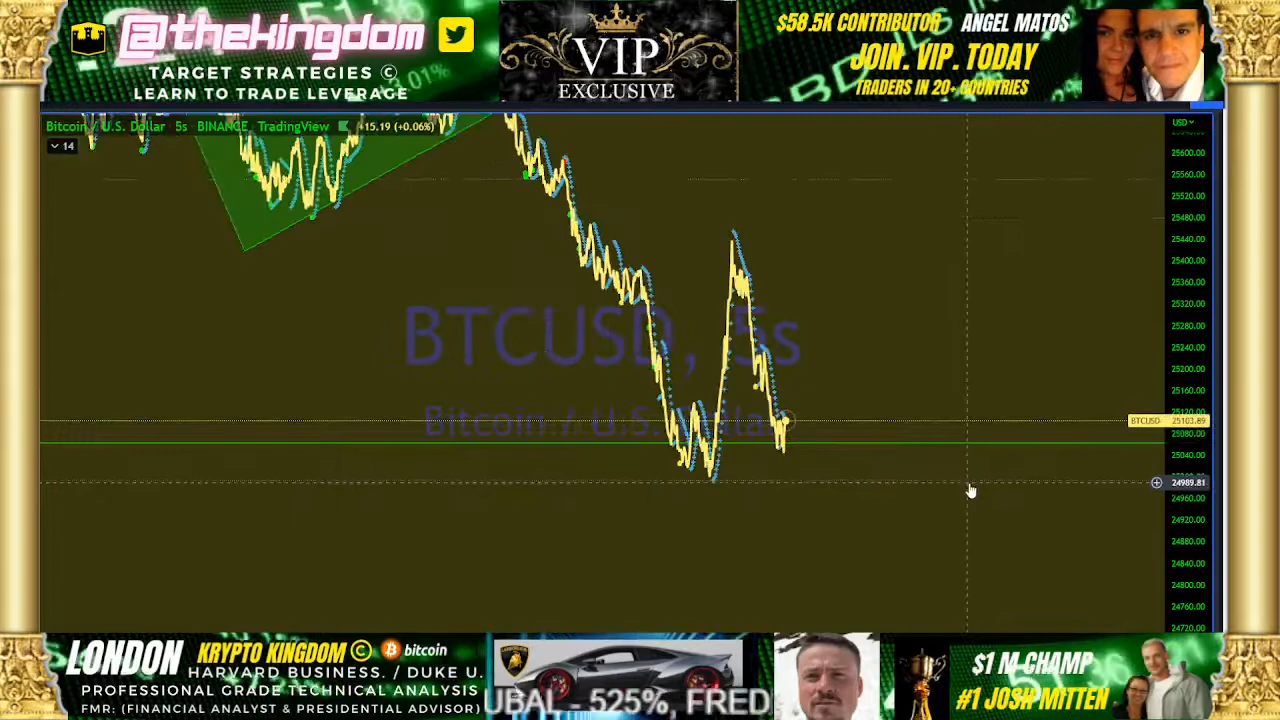 @thekingdom
TARGET STRATEGIES ©
LEARN TO TRADE LEVERAGE
VIP
EXCLUSIVE
$58.5K CONTRIBUTOR ANGEL MATOS
JOIN. VIP. TODAY
TRADERS IN 20+ COUNTRIES
Bitcoin / U.S. Dollar 5s BINANCE TradingView +15.19 (+0.06%)
14
USD
25600.00
25560.00
25520.00
25480.00
25440.00
25400.00
25360.00
25320.00
25280.00
25240.00
25200.00
25160.00
25120.00
BTCUSD 25103.89
25080.00
25040.00
24989.81
24960.00
24920.00
24880.00
24840.00
24800.00
24760.00
24720.00
BTCUSD, 5s
Bitcoin / U.S. Dollar
LONDON KRYPTO KINGDOM © bitcoin
HARVARD BUSINESS. / DUKE U.
PROFESSIONAL GRADE TECHNICAL ANALYSIS
FMR: (FINANCIAL ANALYST & PRESIDENTIAL ADVISOR)
UBAL - 525%, FRED
$1 M CHAMP
#1 JOSH MITTEN